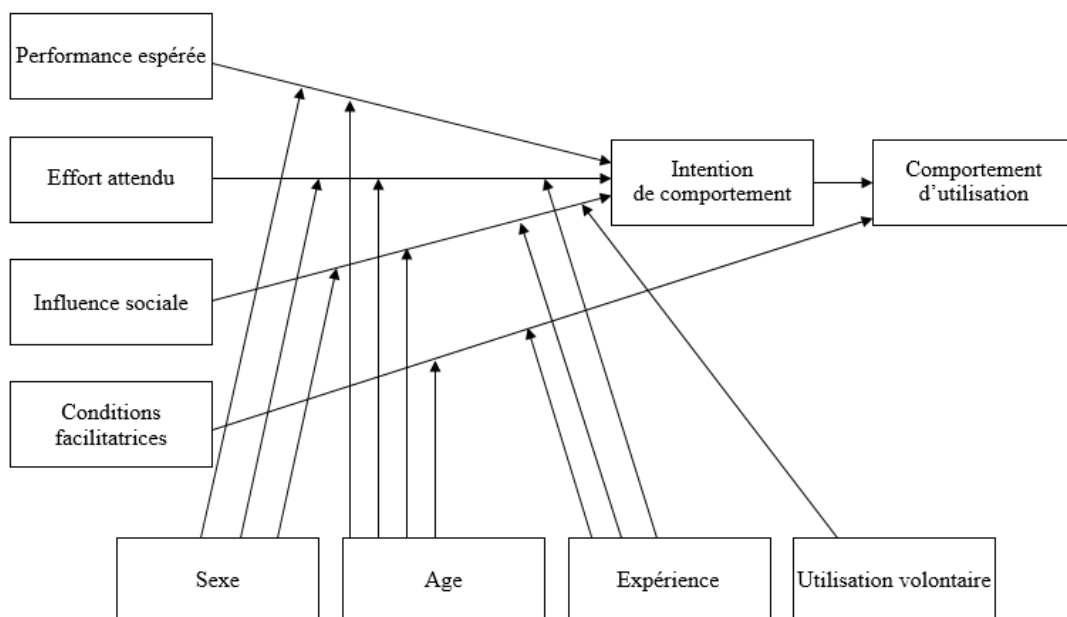 Performance espérée
Effort attendu
Intention
de comportement
Comportement
d’utilisation
Influence sociale
Conditions
facilitatrices
Sexe
Age
Expérience
Utilisation volontaire